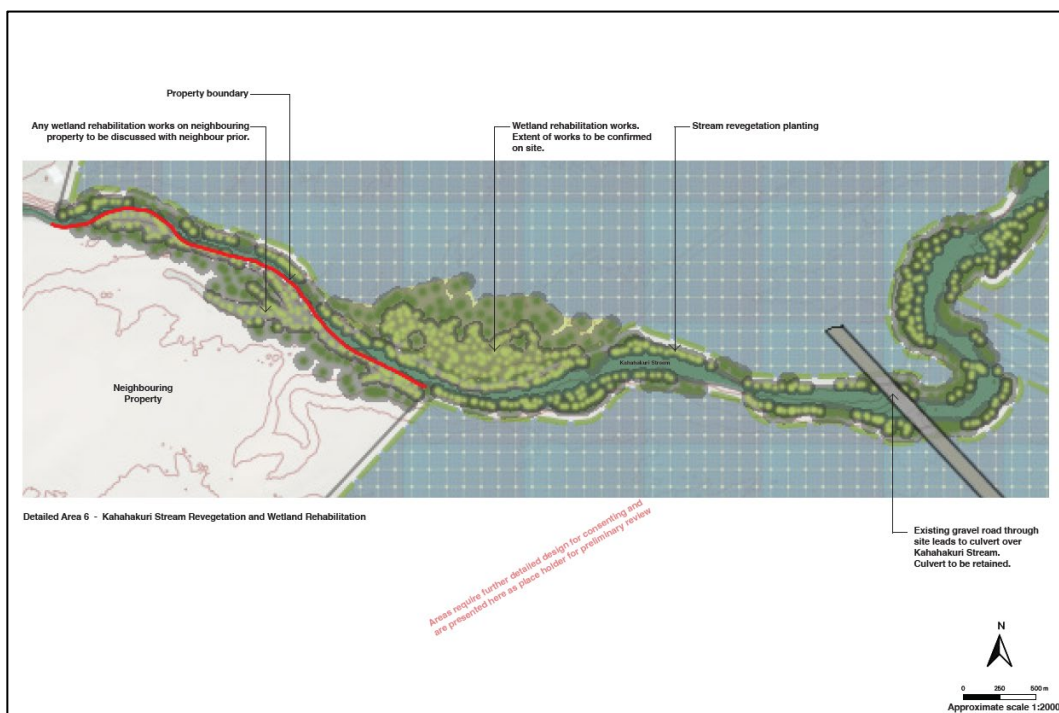 Property boundary
Any wetland rehabilitation works on neighbouring
property to be discussed with neighbour prior.
Wetland rehabilitation works.
Extent of works to be confirmed
on site.
Stream revegetation planting
Kahahakuri Stream
Neighbouring
Property
Detailed Area 6 - Kahahakuri Stream Revegetation and Wetland Rehabilitation
Areas require further detailed design for consenting and
are presented here as place holder for preliminary review
Existing gravel road through
site leads to culvert over
Kahahakuri Stream.
Culvert to be retained.
N
0 250 500 m
Approximate scale 1:2000